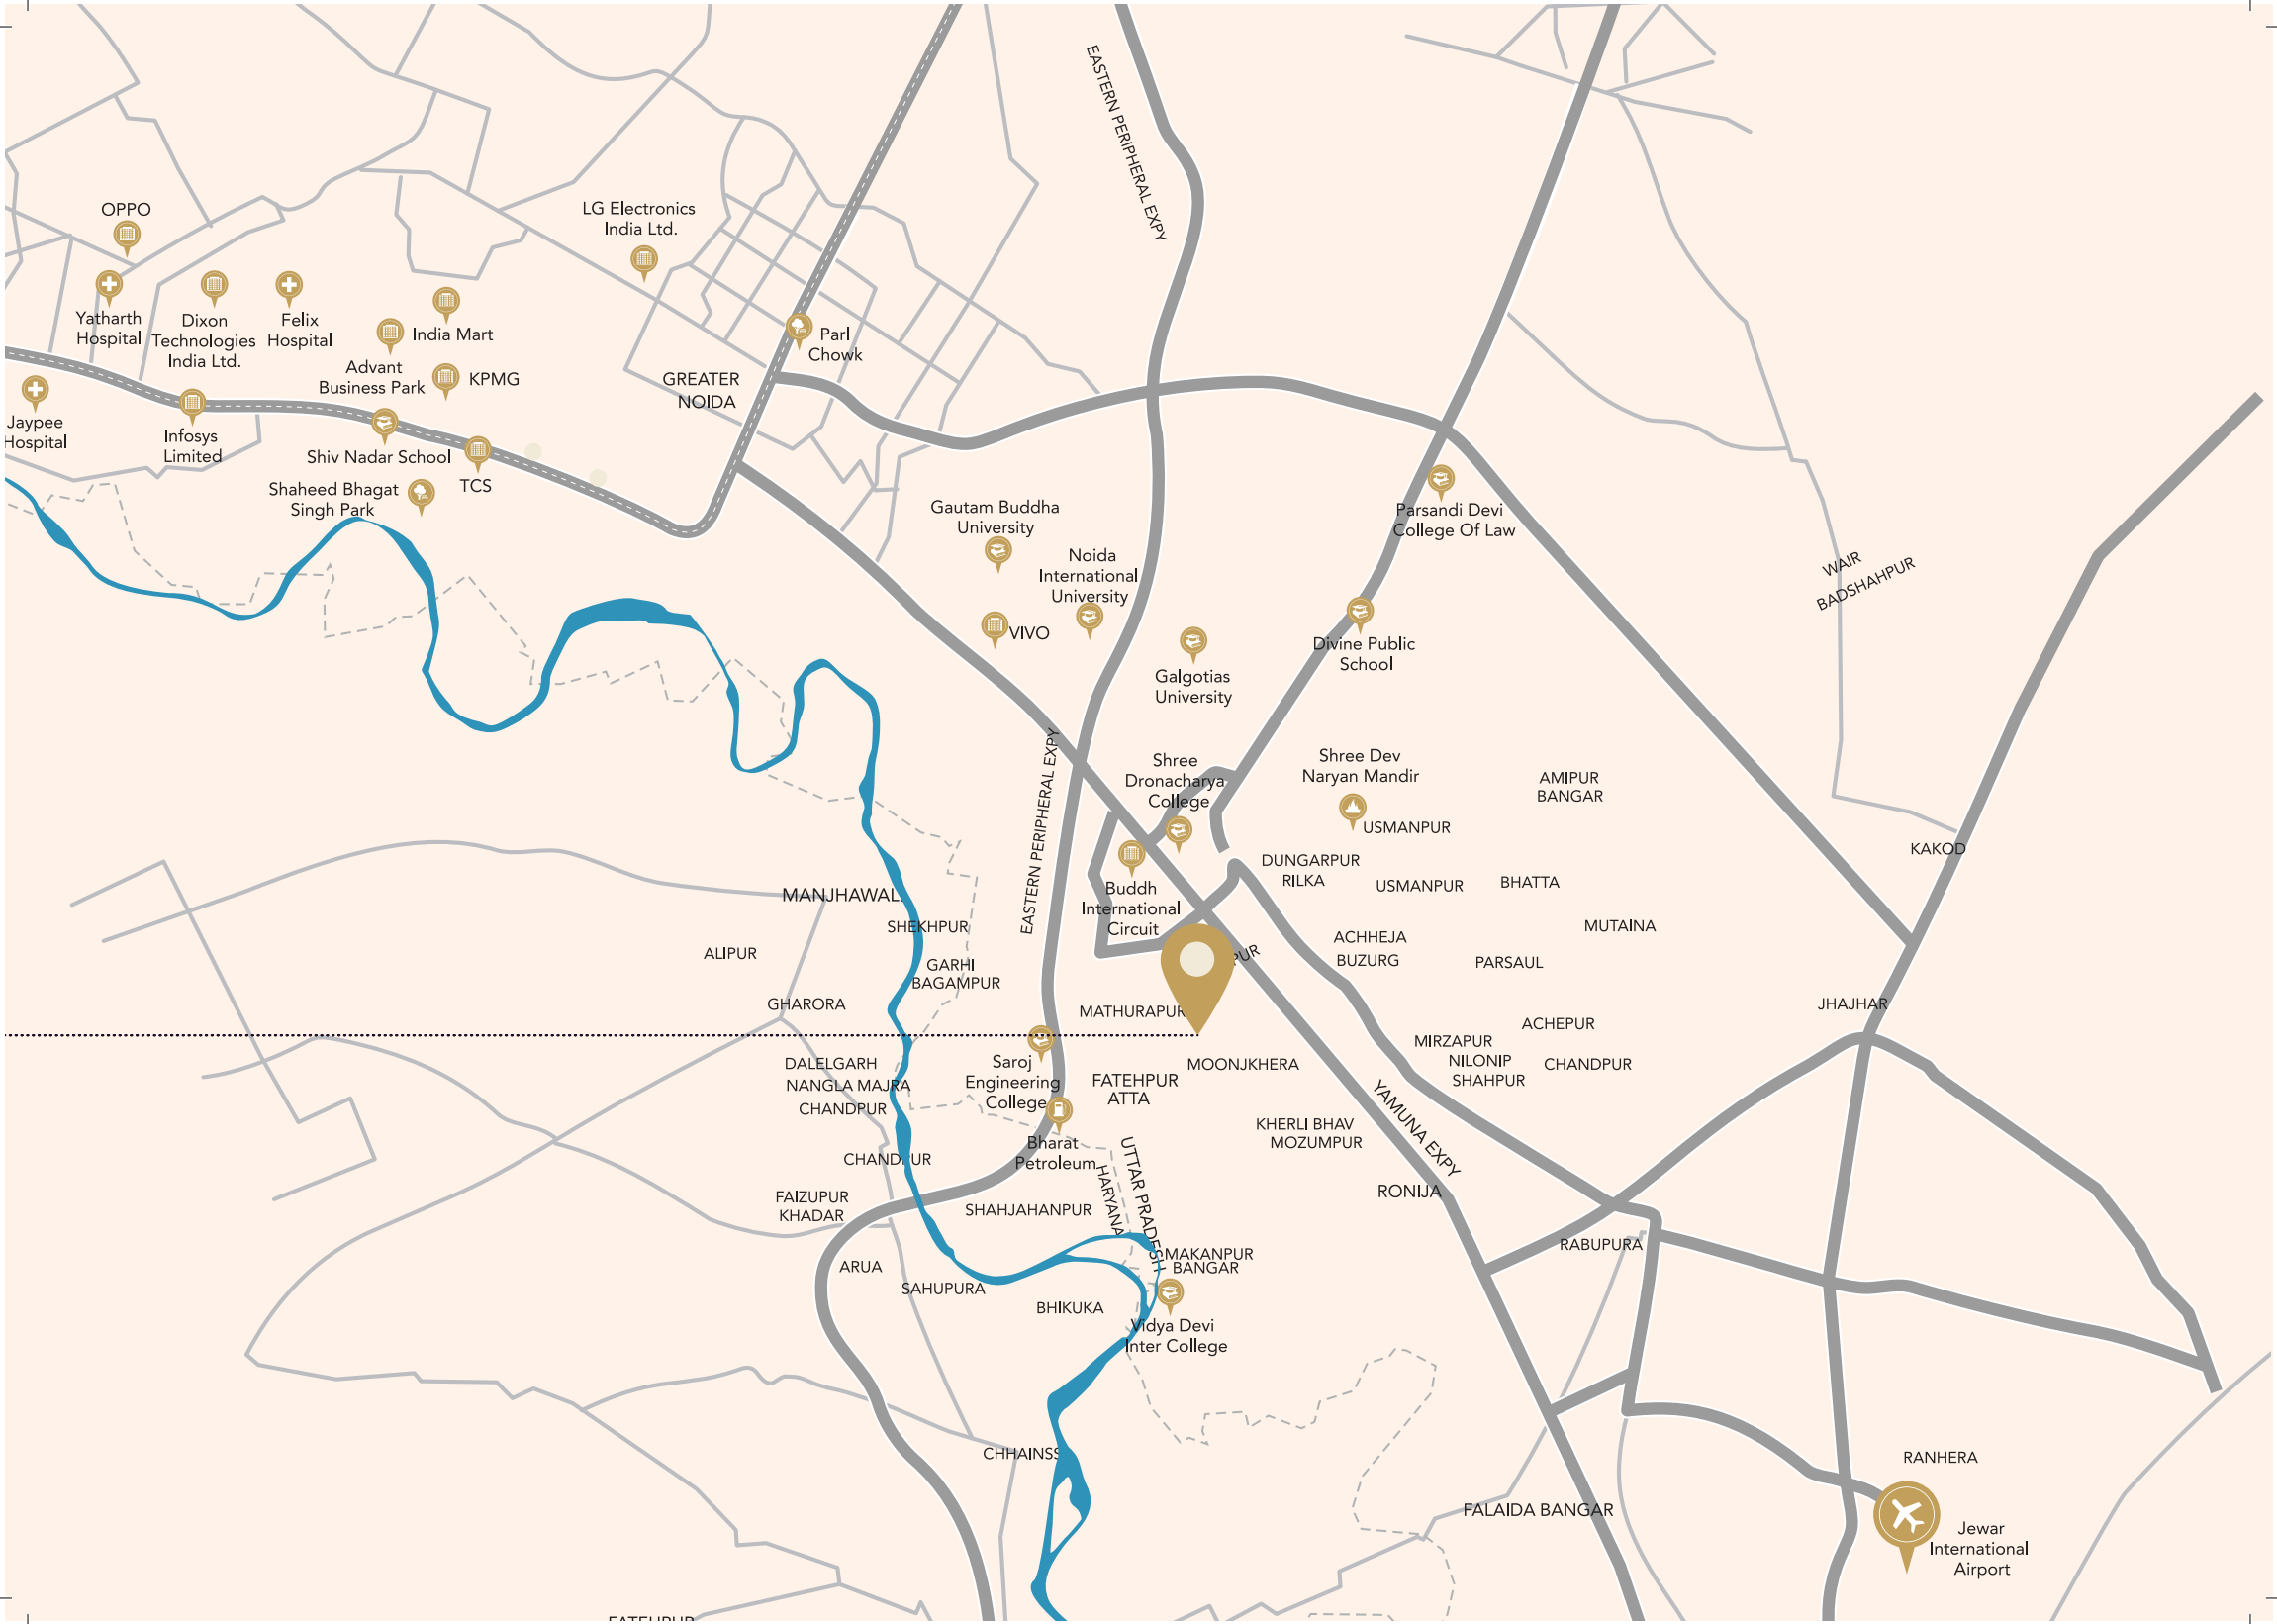 EASTERN PERIPHERAL EXPY
OPPO
LG Electronics
India Ltd.
Yatharth
Hospital
Dixon
Technologies
India Ltd.
Felix
Hospital
India Mart
Parl
Chowk
Advant
Business Park
KPMG
GREATER
NOIDA
Jaypee
Hospital
Infosys
Limited
Shiv Nadar School
TCS
Shaheed Bhagat
Singh Park
Gautam Buddha
University
Parsandi Devi
College Of Law
Noida
International
University
WAIR
BADSHAHPUR
VIVO
Divine Public
School
Galgotias
University
EASTERN PERIPHERAL EXPY
Shree
Dronacharya
College
Shree Dev
Naryan Mandir
AMIPUR
BANGAR
USMANPUR
KAKOD
DUNGARPUR
RILKA
USMANPUR
BHATTA
Buddh
International
Circuit
MANJHAWAL
SHEKHPUR
MUTAINA
ACHHEJA
BUZURG
PARSAUL
ALIPUR
PUR
GARHI
BAGAMPUR
GHARORA
MATHURAPUR
JHAJHAR
ACHEPUR
MIRZAPUR
NILONIP
SHAHPUR
CHANDPUR
DALELGARH
NANGLA MAJRA
CHANDPUR
Saroj
Engineering
College
MOONJKHERA
FATEHPUR
ATTA
YAMUNA EXPY
KHERLI BHAV
MOZUMPUR
Bharat
Petroleum
CHANDPUR
UTTAR PRADESH
HARYANA
RONIJA
FAIZUPUR
KHADAR
SHAHJAHANPUR
RABUPURA
MAKANPUR
BANGAR
ARUA
SAHUPURA
BHIKUKA
Vidya Devi
Inter College
CHHAINSS
RANHERA
FALAIDA BANGAR
Jewar
International
Airport
FATEHPUR